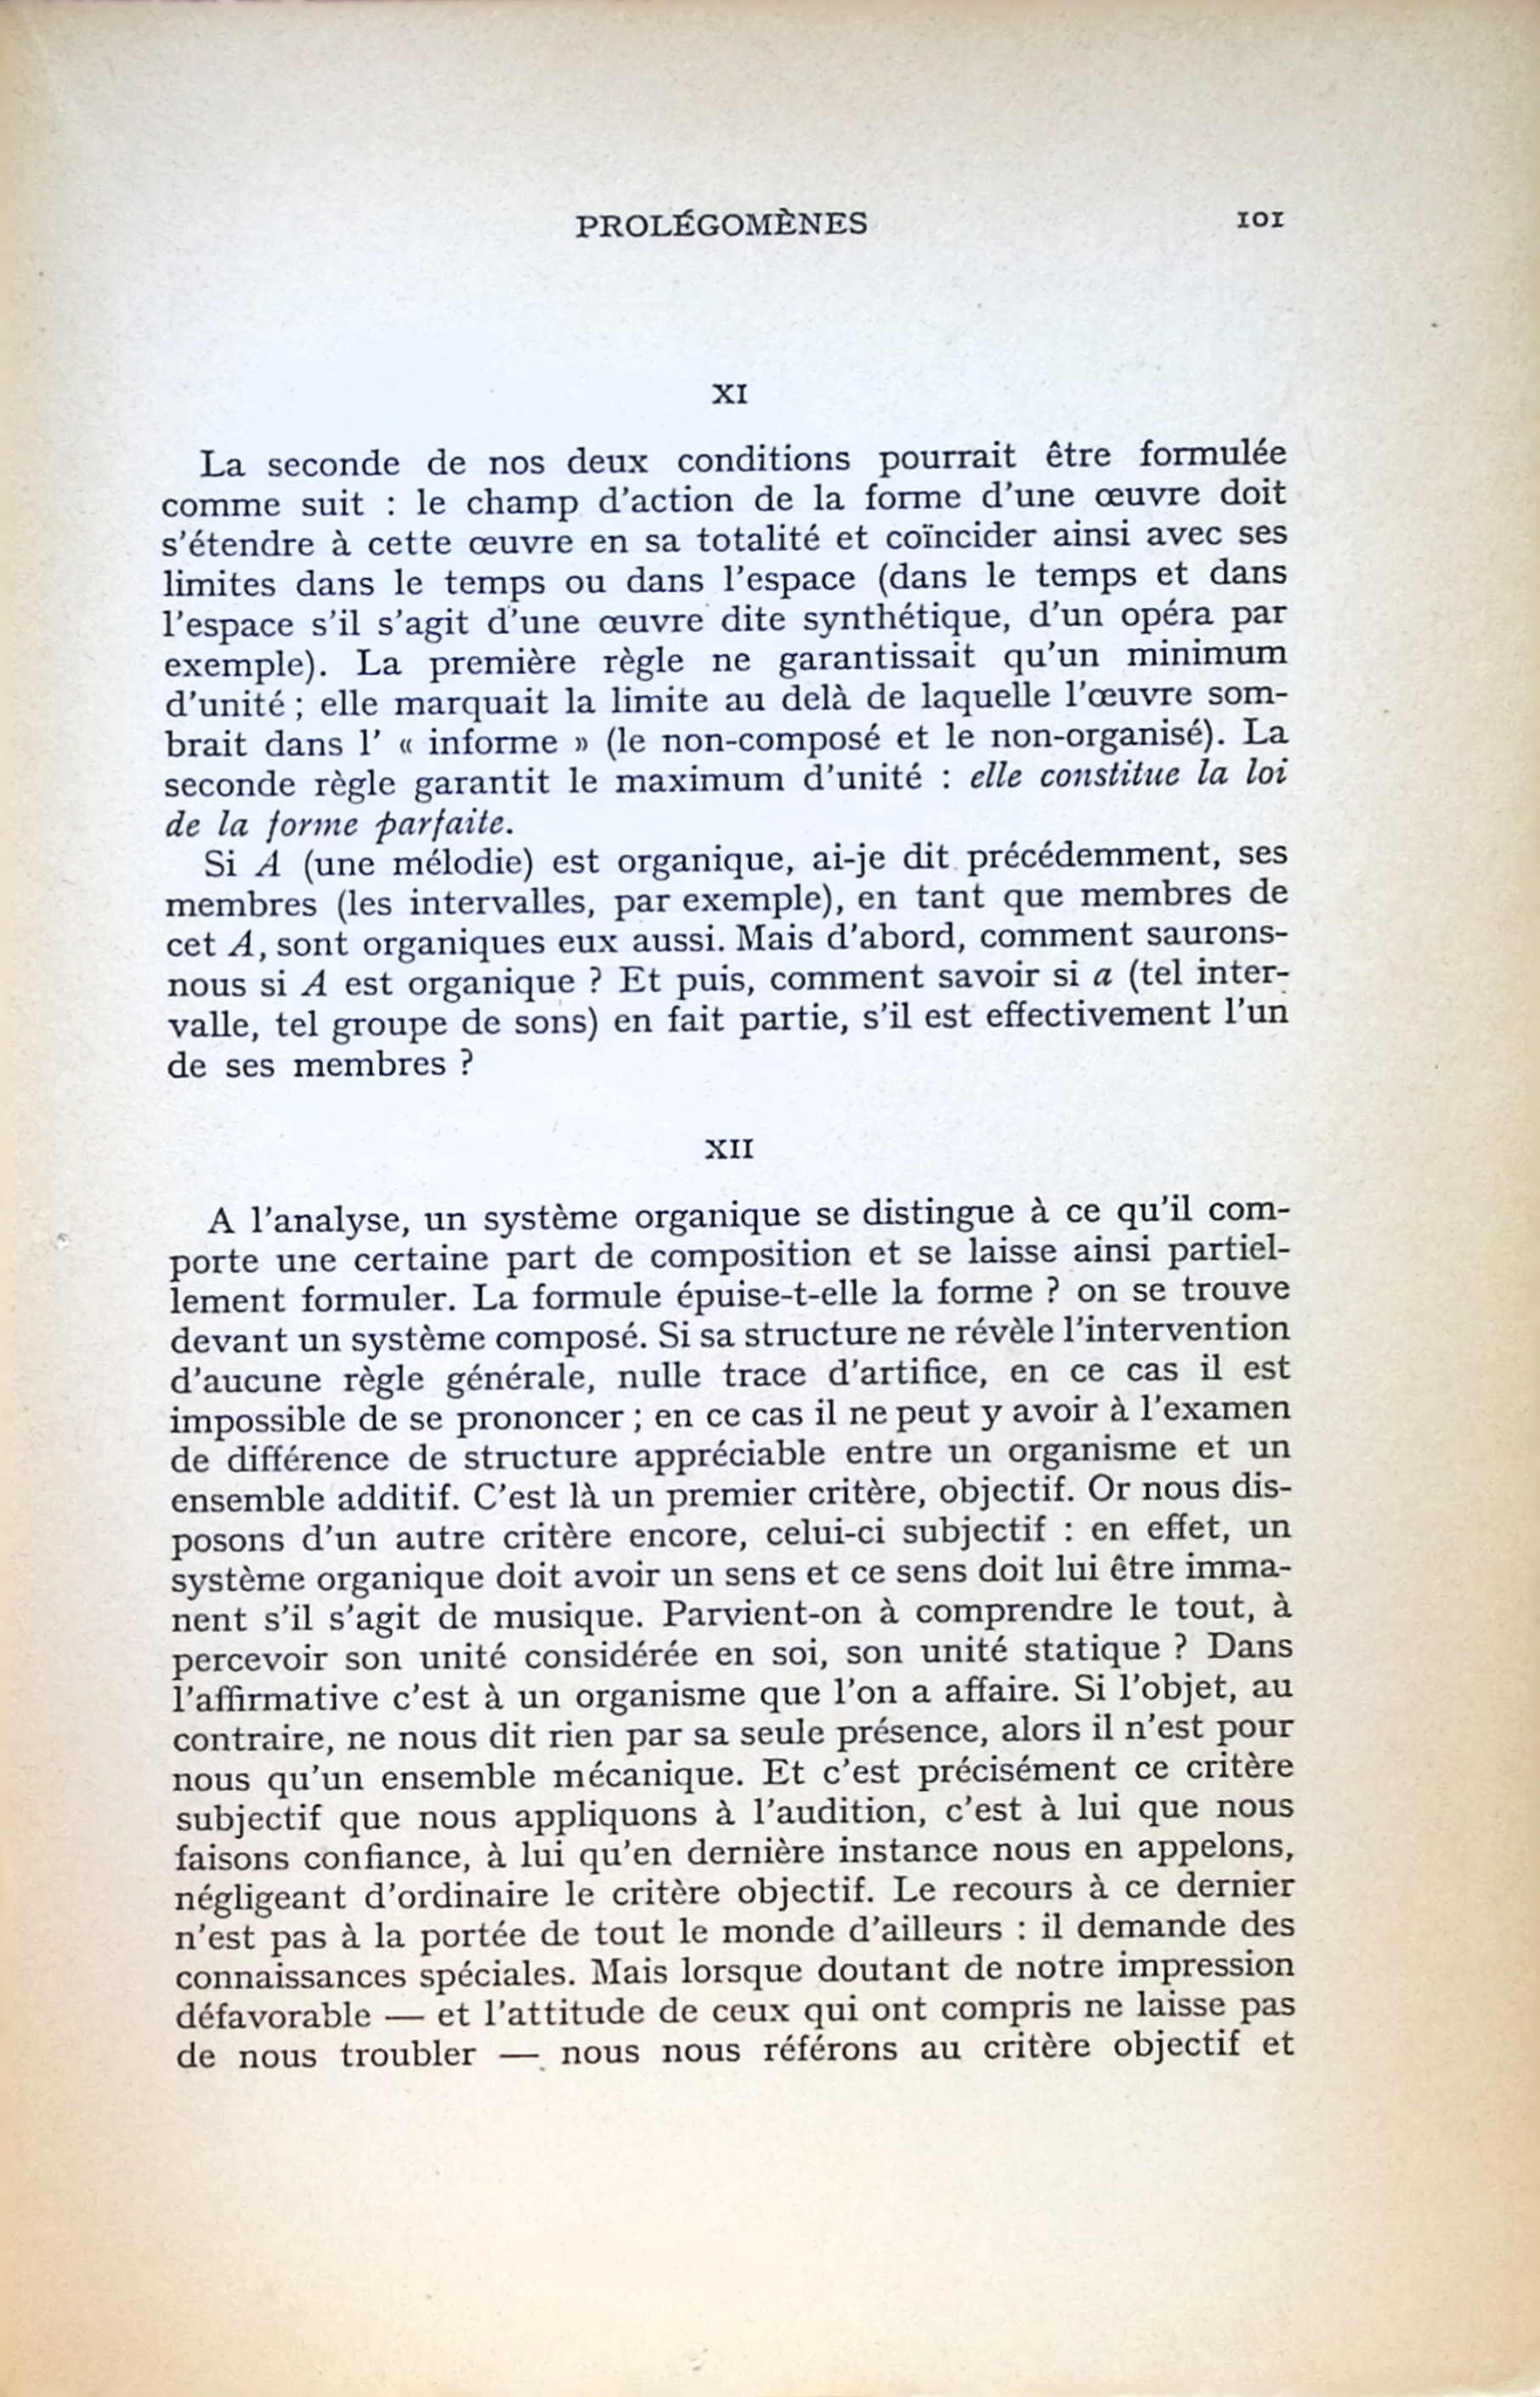 PROLÉGOMÈNES 101
XI
La seconde de nos deux conditions pourrait être formulée
comme suit : le champ d'action de la forme d'une œuvre doit
s'étendre à cette œuvre en sa totalité et coïncider ainsi avec ses
limites dans le temps ou dans l'espace (dans le temps et dans
l'espace s'il s'agit d'une œuvre dite synthétique, d'un opéra par
exemple). La première règle ne garantissait qu'un minimum
d'unité ; elle marquait la limite au delà de laquelle l'œuvre som-
brait dans l' « informe » (le non-composé et le non-organisé). La
seconde règle garantit le maximum d'unité : elle constitue la loi
de la forme parfaite.
Si A (une mélodie) est organique, ai-je dit précédemment, ses
membres (les intervalles, par exemple), en tant que membres de
cet A, sont organiques eux aussi. Mais d'abord, comment saurons-
nous si A est organique ? Et puis, comment savoir si a (tel inter-
valle, tel groupe de sons) en fait partie, s'il est effectivement l'un
de ses membres ?
XII
A l'analyse, un système organique se distingue à ce qu'il com-
porte une certaine part de composition et se laisse ainsi partiel-
lement formuler. La formule épuise-t-elle la forme ? on se trouve
devant un système composé. Si sa structure ne révèle l'intervention
d'aucune règle générale, nulle trace d'artifice, en ce cas il est
impossible de se prononcer ; en ce cas il ne peut y avoir à l'examen
de différence de structure appréciable entre un organisme et un
ensemble additif. C'est là un premier critère, objectif. Or nous dis-
posons d'un autre critère encore, celui-ci subjectif : en effet, un
système organique doit avoir un sens et ce sens doit lui être imma-
nent s'il s'agit de musique. Parvient-on à comprendre le tout, à
percevoir son unité considérée en soi, son unité statique ? Dans
l'affirmative c'est à un organisme que l'on a affaire. Si l'objet, au
contraire, ne nous dit rien par sa seule présence, alors il n'est pour
nous qu'un ensemble mécanique. Et c'est précisément ce critère
subjectif que nous appliquons à l'audition, c'est à lui que nous
faisons confiance, à lui qu'en dernière instance nous en appelons,
négligeant d'ordinaire le critère objectif. Le recours à ce dernier
n'est pas à la portée de tout le monde d'ailleurs : il demande des
connaissances spéciales. Mais lorsque doutant de notre impression
défavorable — et l'attitude de ceux qui ont compris ne laisse pas
de nous troubler — nous nous référons au critère objectif et